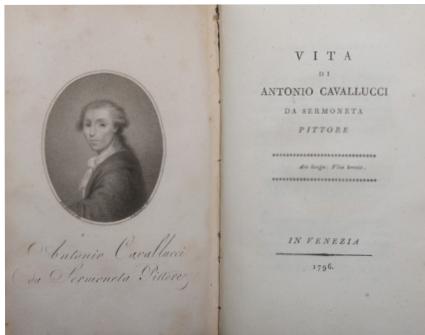 Antonio Cavallucci
da Sermoneta Pittore
VITA
DI
ANTONIO CAVALLUCCI
DA SERMONETA
PITTORE
Ars longa: Vita brevis.
IN VENEZIA
1796.